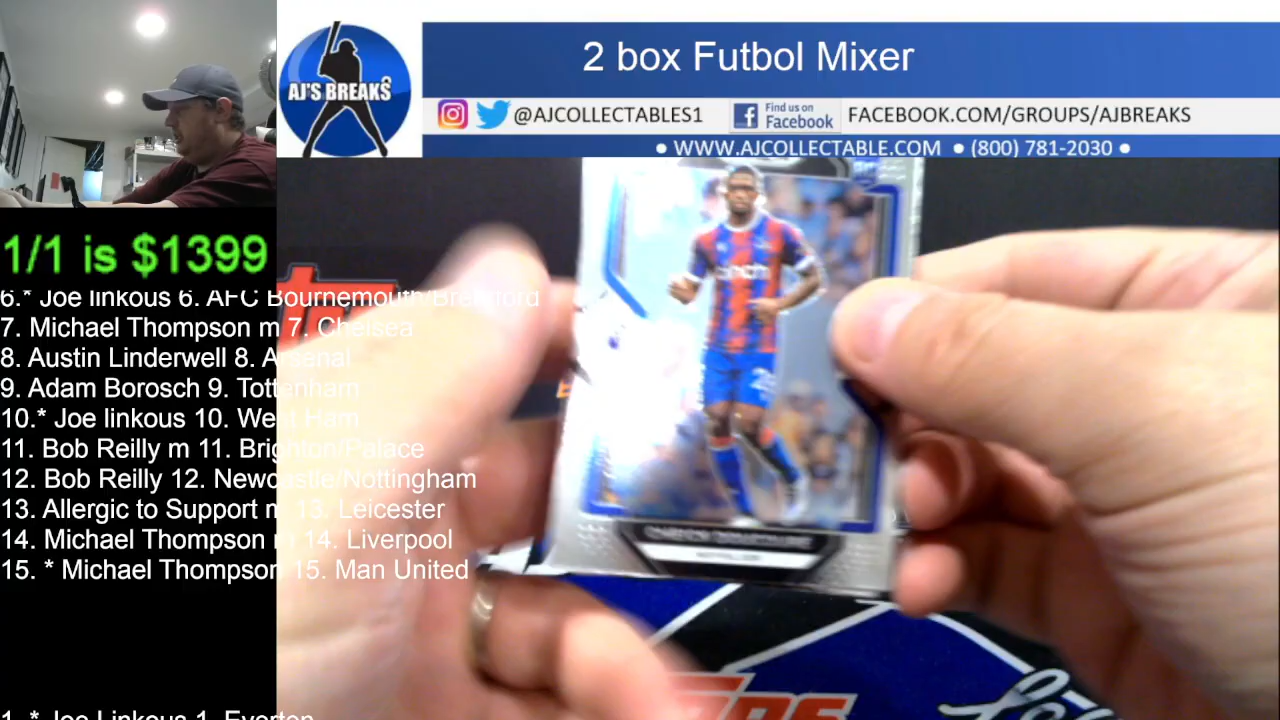 2 box Futbol Mixer
AJ'S BREAKS
@AJCOLLECTABLES1
Find us on
Facebook
FACEBOOK.COM/GROUPS/AJBREAKS
• WWW.AJCOLLECTABLE.COM • (800) 781-2030 •
1/1 is $1399
6.* Joe linkous 6. AFC Bournemouth/Brentford
7. Michael Thompson m 7. Chelsea
8. Austin Linderwell 8. Arsenal
9. Adam Borosch 9. Tottenham
10.* Joe linkous 10. West Ham
11. Bob Reilly m 11. Brighton/Palace
12. Bob Reilly 12. Newcastle/Nottingham
13. Allergic to Support m 13. Leicester
14. Michael Thompson m 14. Liverpool
15. * Michael Thompson 15. Man United
1. * Joe Linkous 1. Everton